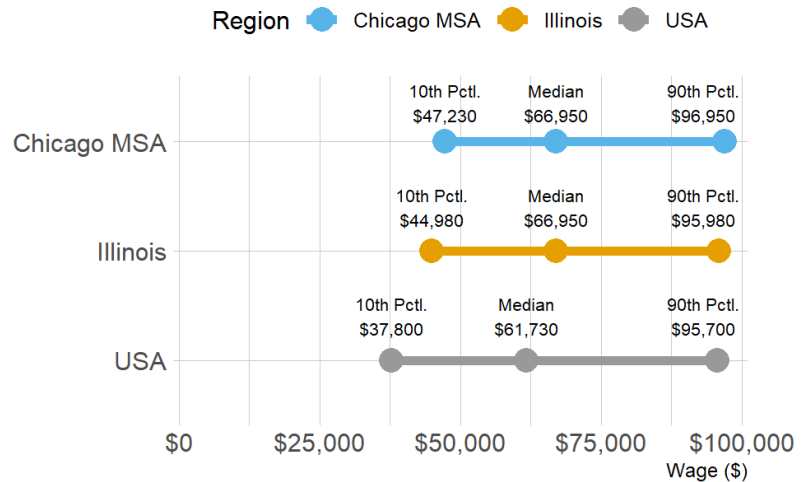 Region Chicago MSA Illinois USA
10th Pctl. Median 90th Pctl.
$47,230 $66,950 $96,950
Chicago MSA
10th Pctl. Median 90th Pctl.
$44,980 $66,950 $95,980
Illinois
10th Pctl. Median 90th Pctl.
$37,800 $61,730 $95,700
USA
$0 $25,000 $50,000 $75,000 $100,000
Wage ($)